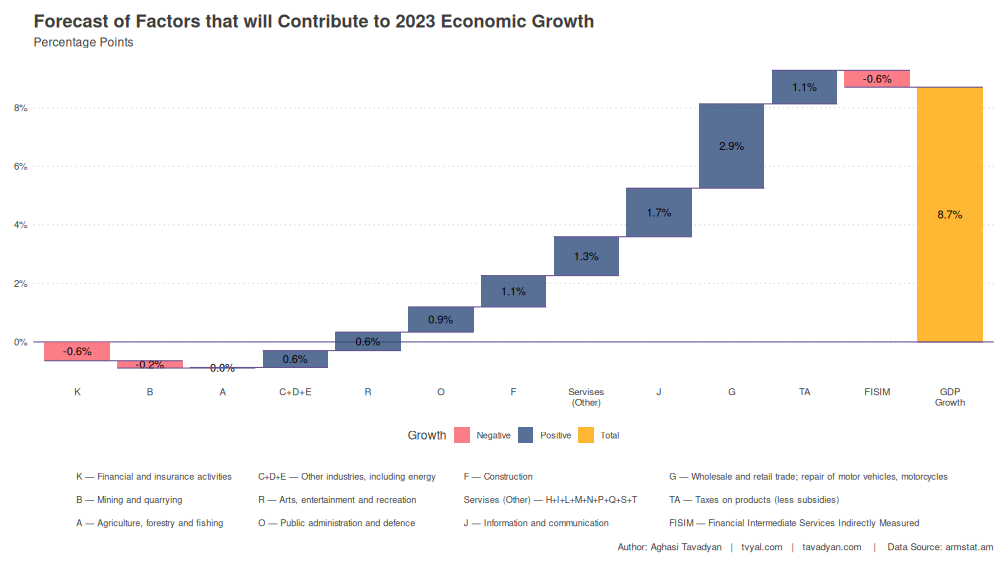 Forecast of Factors that will Contribute to 2023 Economic Growth
Percentage Points
8%
6%
4%
2%
0%
-0.6%
-0.2%
0.0%
0.6%
0.6%
0.9%
1.1%
1.3%
1.7%
2.9%
1.1%
-0.6%
8.7%
K
B
A
C+D+E
R
O
F
Servises
(Other)
J
G
TA
FISIM
GDP
Growth
Growth Negative Positive Total
K — Financial and insurance activities C+D+E — Other industries, including energy F — Construction G — Wholesale and retail trade; repair of motor vehicles, motorcycles
B — Mining and quarrying R — Arts, entertainment and recreation Servises (Other) — H+I+L+M+N+P+Q+S+T TA — Taxes on products (less subsidies)
A — Agriculture, forestry and fishing O — Public administration and defence J — Information and communication FISIM — Financial Intermediate Services Indirectly Measured
Author: Aghasi Tavadyan | tvyal.com | tavadyan.com | Data Source: armstat.am